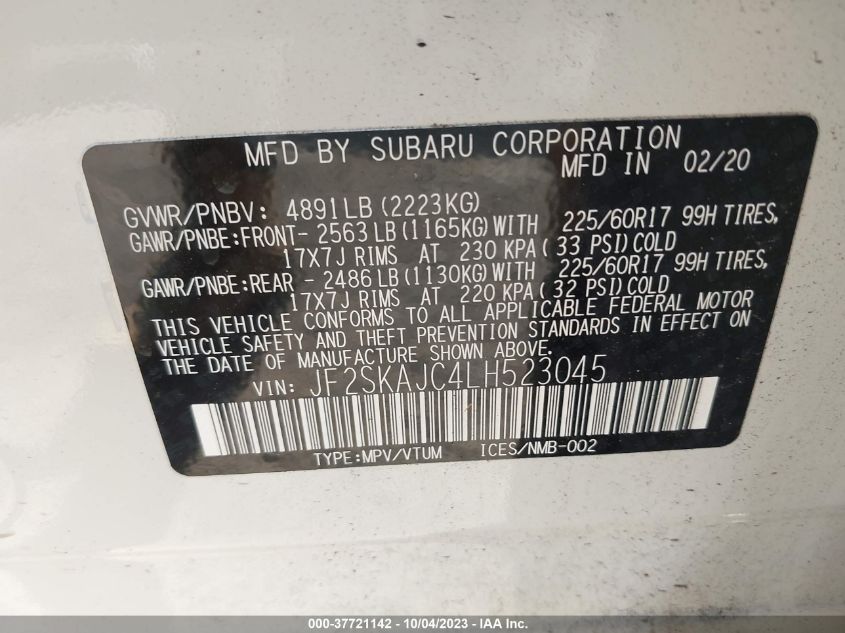 MFD BY SUBARU CORPORATION
MFD IN 02/20
GVWR/PNBV: 4891LB (2223KG)
GAWR/PNBE:FRONT- 2563 LB (1165KG) WITH 225/60R17 99H TIRES,
17X7J RIMS AT 230 KPA ( 33 PSI) COLD
GAWR/PNBE:REAR - 2486 LB (1130KG) WITH 225/60R17 99H TIRES,
17X7J RIMS AT 220 KPA ( 32 PSI) COLD
THIS VEHICLE CONFORMS TO ALL APPLICABLE FEDERAL MOTOR
VEHICLE SAFETY AND THEFT PREVENTION STANDARDS IN EFFECT ON
THE DATE OF MANUFACTURE SHOWN ABOVE.
VIN: JF2SKAJC4LH523045
TYPE:MPV/VTUM ICES/NMB-002
000-37721142 - 10/04/2023 - IAA Inc.